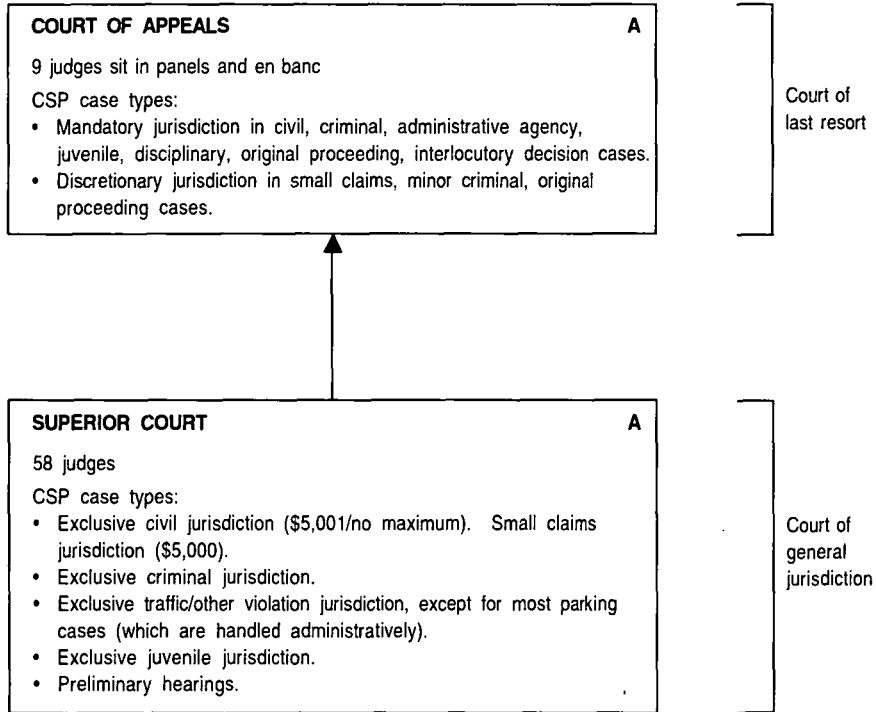 COURT OF APPEALS A
9 judges sit in panels and en banc
CSP case types:
• Mandatory jurisdiction in civil, criminal, administrative agency,
juvenile, disciplinary, original proceeding, interlocutory decision cases.
• Discretionary jurisdiction in small claims, minor criminal, original
proceeding cases.
Court of
last resort
SUPERIOR COURT A
58 judges
CSP case types:
• Exclusive civil jurisdiction ($5,001/no maximum). Small claims
jurisdiction ($5,000).
• Exclusive criminal jurisdiction.
• Exclusive traffic/other violation jurisdiction, except for most parking
cases (which are handled administratively).
• Exclusive juvenile jurisdiction.
• Preliminary hearings.
Court of
general
jurisdiction